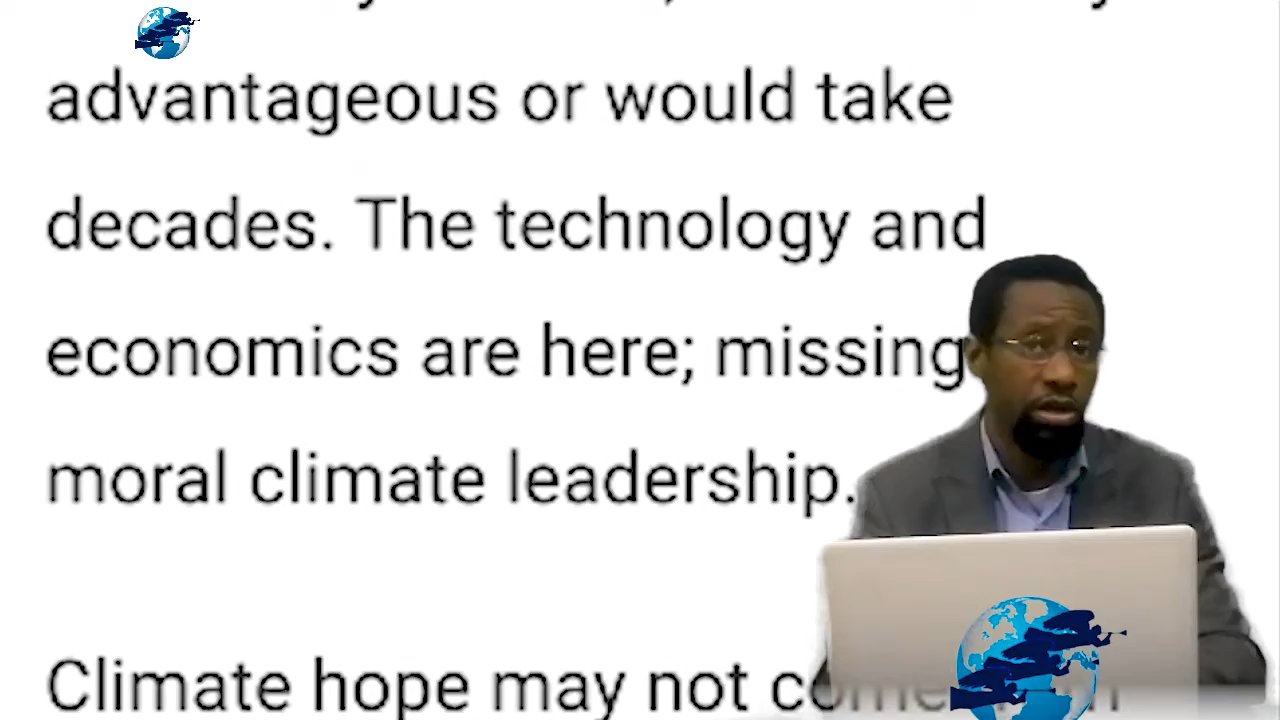 advantageous or would take
decades. The technology and
economics are here; missing
moral climate leadership.
Climate hope may not come